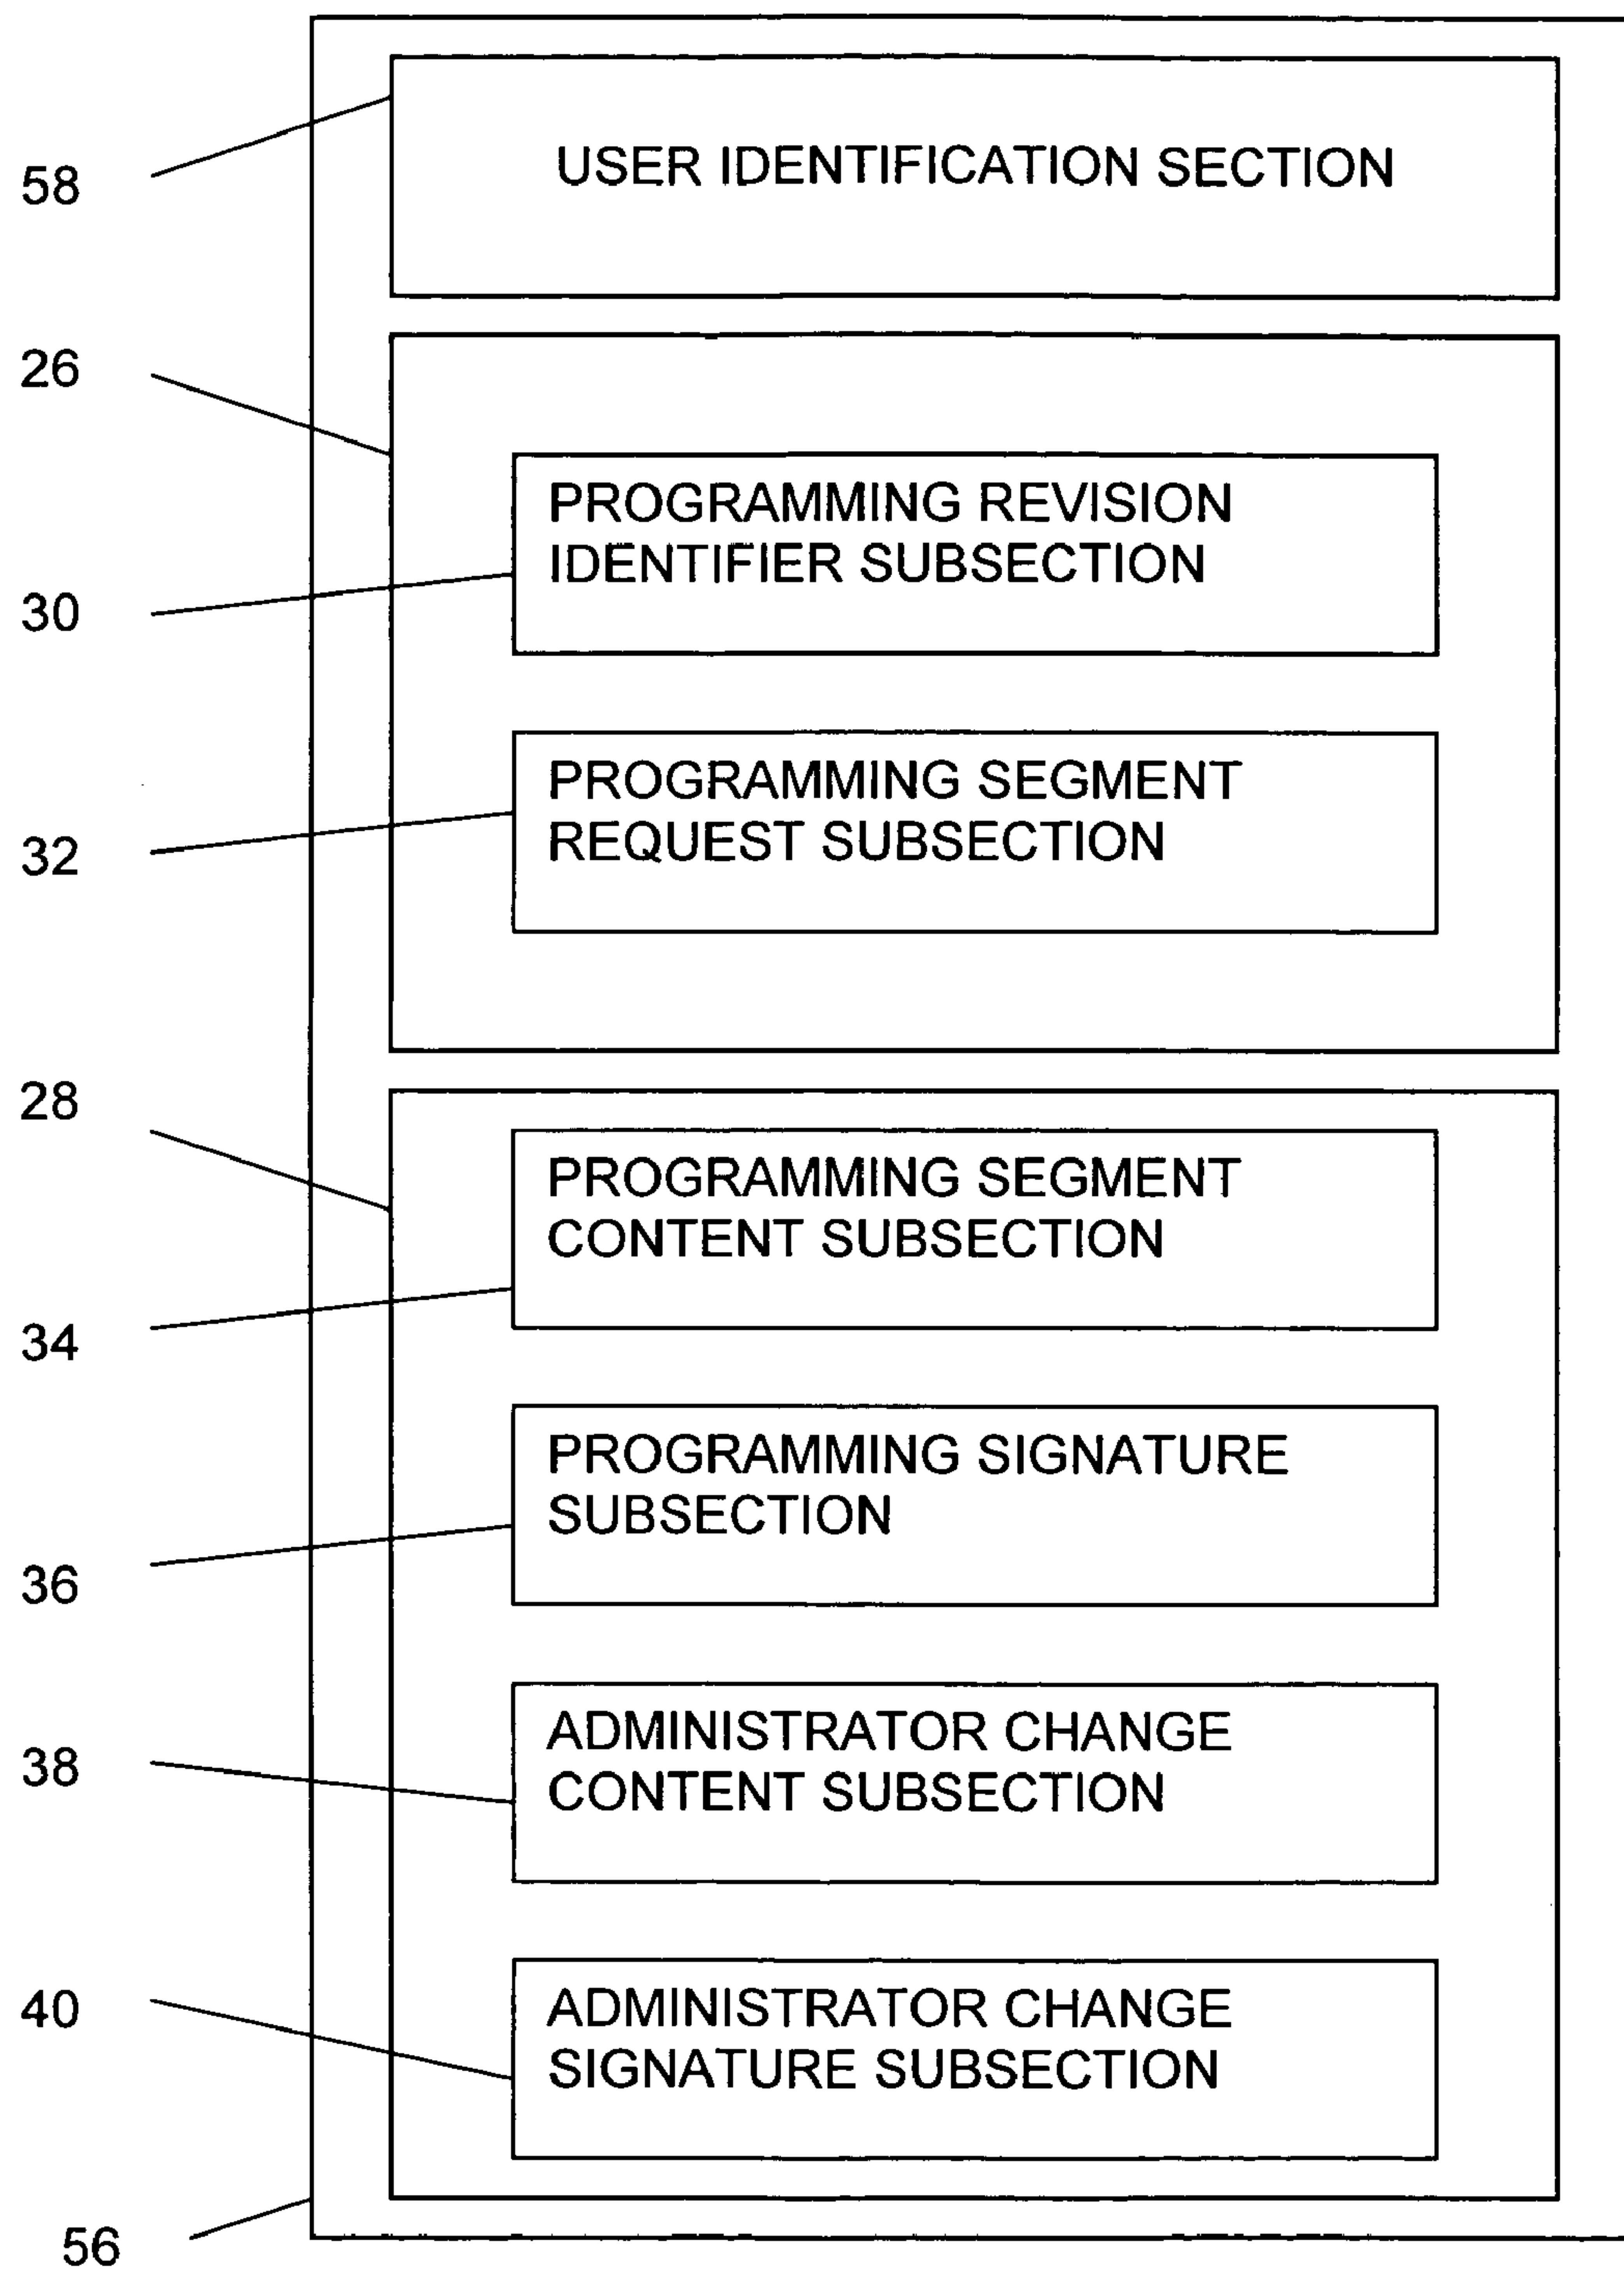 58
USER IDENTIFICATION SECTION
26
PROGRAMMING REVISION
IDENTIFIER SUBSECTION
30
PROGRAMMING SEGMENT
REQUEST SUBSECTION
32
28
PROGRAMMING SEGMENT
CONTENT SUBSECTION
34
PROGRAMMING SIGNATURE
SUBSECTION
36
ADMINISTRATOR CHANGE
CONTENT SUBSECTION
38
ADMINISTRATOR CHANGE
SIGNATURE SUBSECTION
40
56